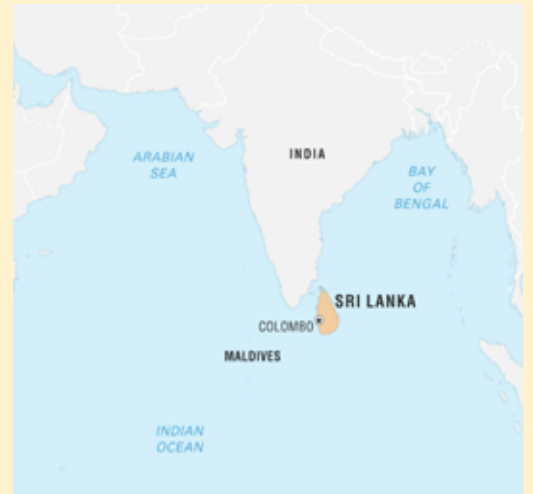 INDIA
ARABIAN
SEA
BAY
OF
BENGAL
SRI LANKA
COLOMBO
MALDIVES
INDIAN
OCEAN